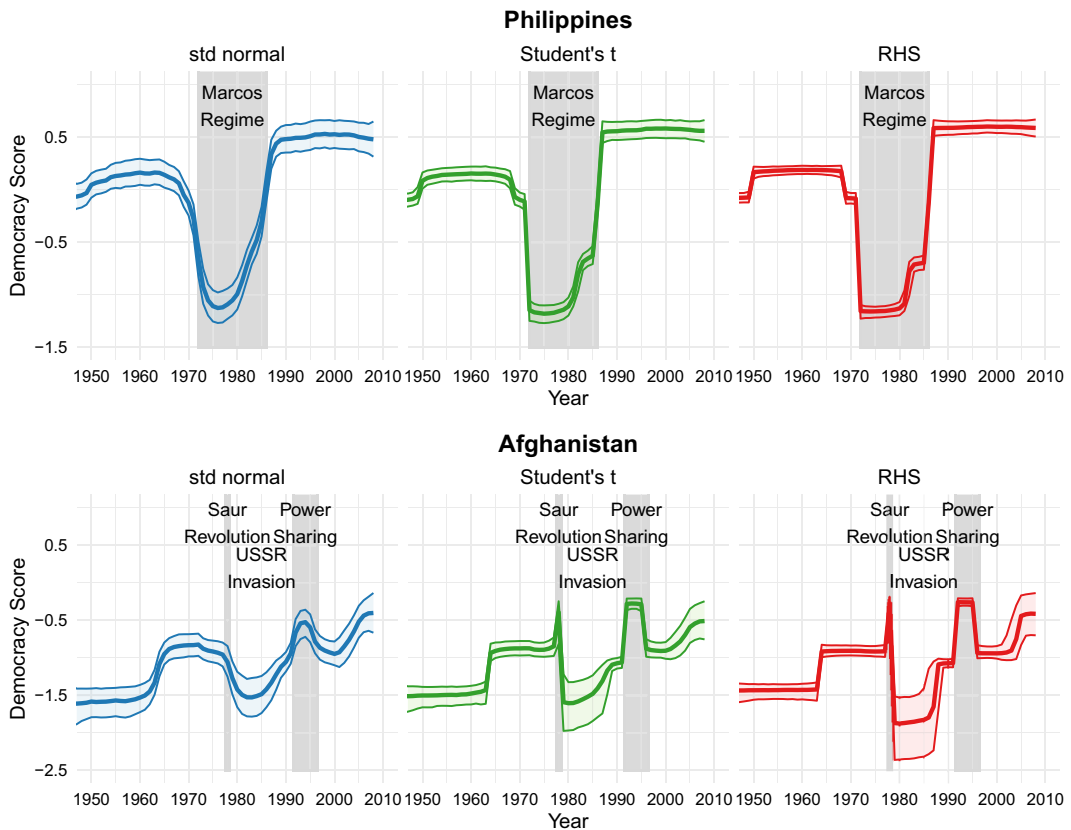 Philippines
std normal
Student's t
RHS
Marcos
Regime
Marcos
Regime
Marcos
Regime
Democracy Score
0.5
−0.5
−1.5
1950 1960 1970 1980 1990 2000 2010
1950 1960 1970 1980 1990 2000 2010
1950 1960 1970 1980 1990 2000 2010
Year
Afghanistan
std normal
Student's t
RHS
Saur
Revolution
Power
Sharing
USSR
Invasion
Saur
Revolution
Power
Sharing
USSR
Invasion
Saur
Revolution
Power
Sharing
USSR
Invasion
Democracy Score
0.5
−0.5
−1.5
−2.5
1950 1960 1970 1980 1990 2000 2010
1950 1960 1970 1980 1990 2000 2010
1950 1960 1970 1980 1990 2000 2010
Year